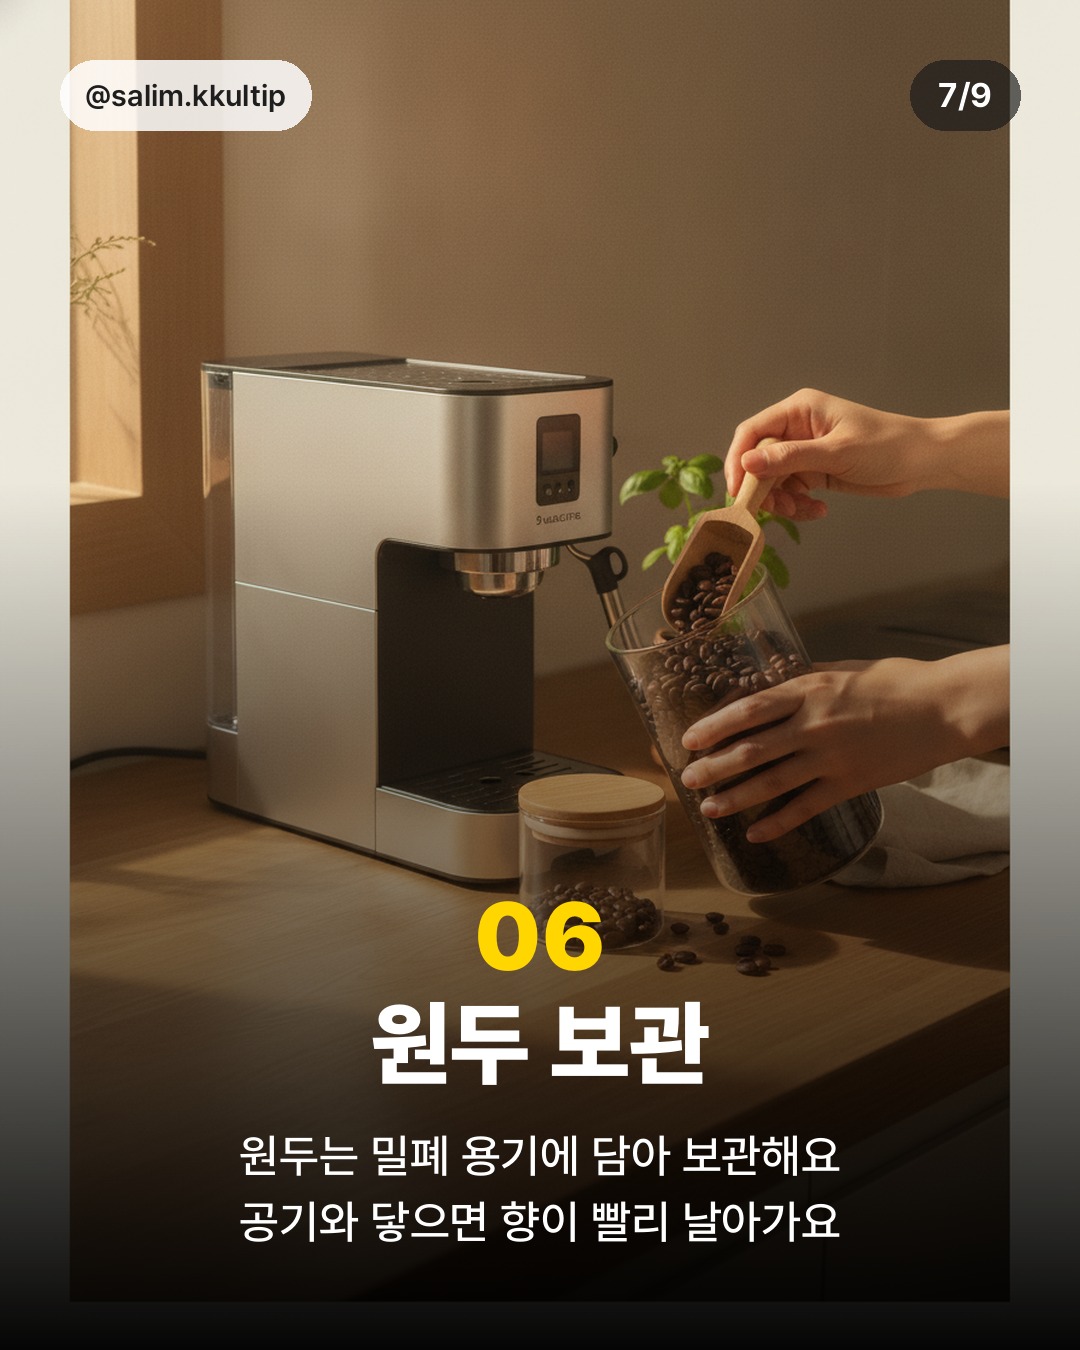 @salim.kkultip
7/9
06
원두 보관
원두는 밀폐 용기에 담아 보관해요
공기와 닿으면 향이 빨리 날아가요